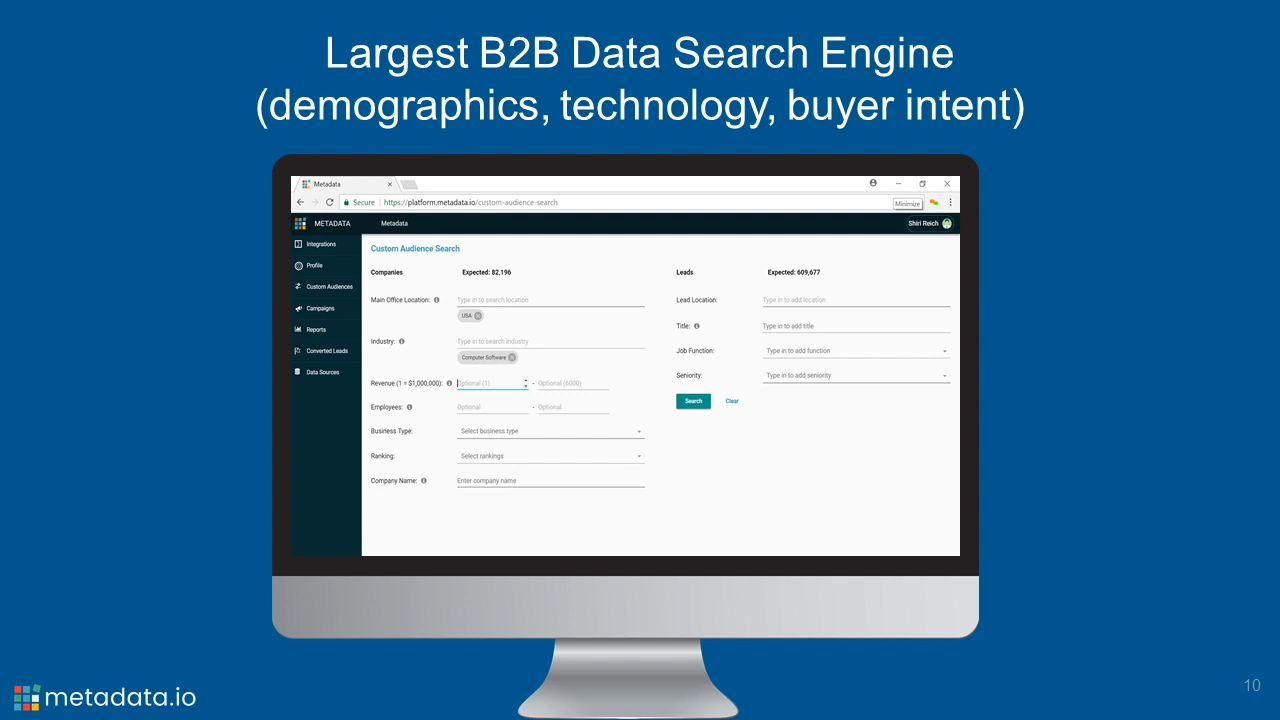 Largest B2B Data Search Engine
(demographics, technology, buyer intent)
Metadata
Secure https://platform.metadata.io/custom-audience-search
Minimize
METADATA Metadata Shiri Reich
Integrations
Profile
Custom Audiences
Campaigns
Reports
Converted Leads
Data Sources
Custom Audience Search
Companies Expected: 82,196
Main Office Location: Type in to search location
USA
Industry: Type in to search industry
Computer Software
Revenue (1 = $1,000,000): Optional (1) - Optional (6000)
Employees: Optional - Optional
Business Type: Select business type
Ranking: Select rankings
Company Name: Enter company name
Leads Expected: 609,677
Lead Location: Type in to add location
Title: Type in to add title
Job Function: Type in to add function
Seniority: Type in to add seniority
Search Clear
metadata.io
10